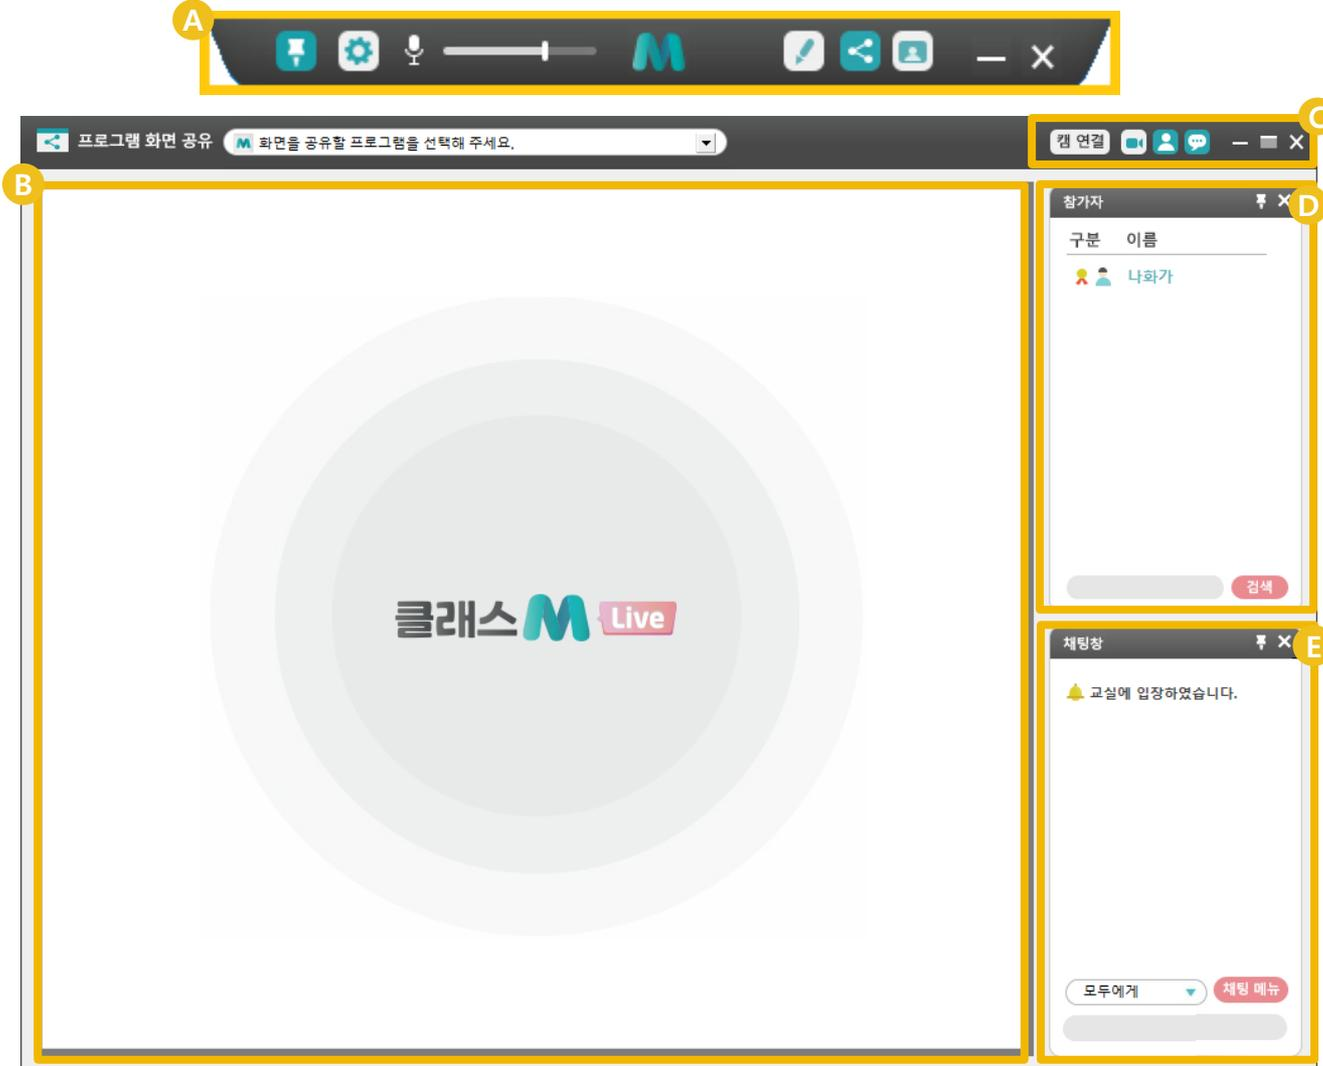 A
프로그램 화면 공유
화면을 공유할 프로그램을 선택해 주세요.
캠 연결
C
B
참가자
D
구분 이름
나화가
검색
클래스M Live
채팅창
E
교실에 입장하였습니다.
모두에게
채팅 메뉴